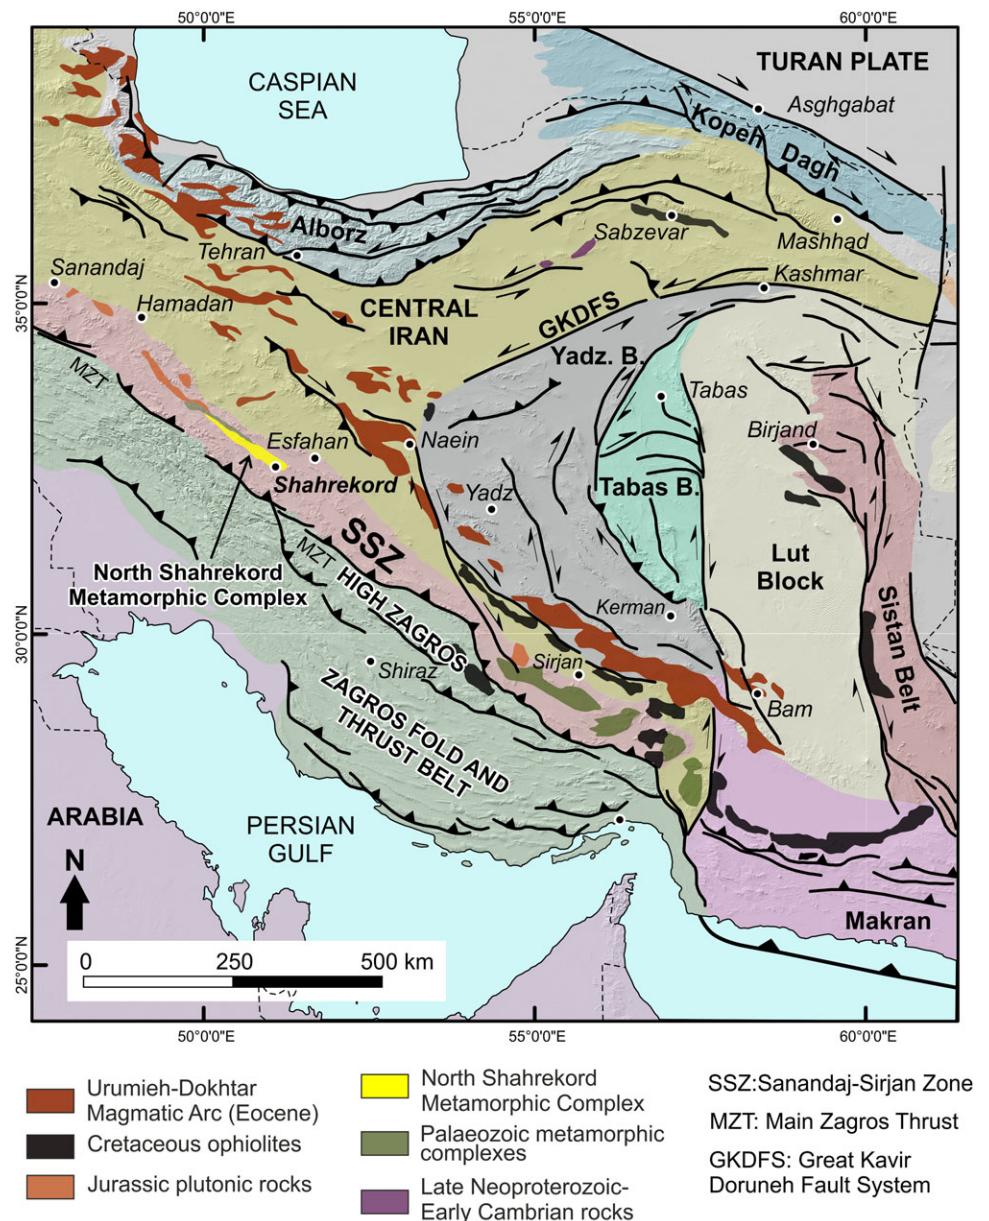 50°0'0"E
55°0'0"E
60°0'0"E
CASPIAN
SEA
TURAN PLATE
Asghgabat
Kopeh Dagh
Alborz
Sabzevar
Mashhad
Tehran
Sanandaj
Kashmar
Hamadan
35°0'0"N
CENTRAL
IRAN
GKDFS
Yadz. B.
MZT
Tabas
Esfahan
Naein
Birjand
Shahrekord
Yadz
Tabas B.
SSZ
MZT
Lut
Block
North Shahrekord
Metamorphic Complex
HIGH ZAGROS
Kerman
30°0'0"N
Shiraz
Sirjan
Sistan Belt
Bam
ZAGROS FOLD AND
THRUST BELT
ARABIA
PERSIAN
GULF
N
Makran
0 250 500 km
25°0'0"N
50°0'0"E
55°0'0"E
60°0'0"E
Urumieh-Dokhtar
Magmatic Arc (Eocene)
Cretaceous ophiolites
Jurassic plutonic rocks
North Shahrekord
Metamorphic Complex
Palaeozoic metamorphic
complexes
Late Neoproterozoic-
Early Cambrian rocks
SSZ:Sanandaj-Sirjan Zone
MZT: Main Zagros Thrust
GKDFS: Great Kavir
Doruneh Fault System